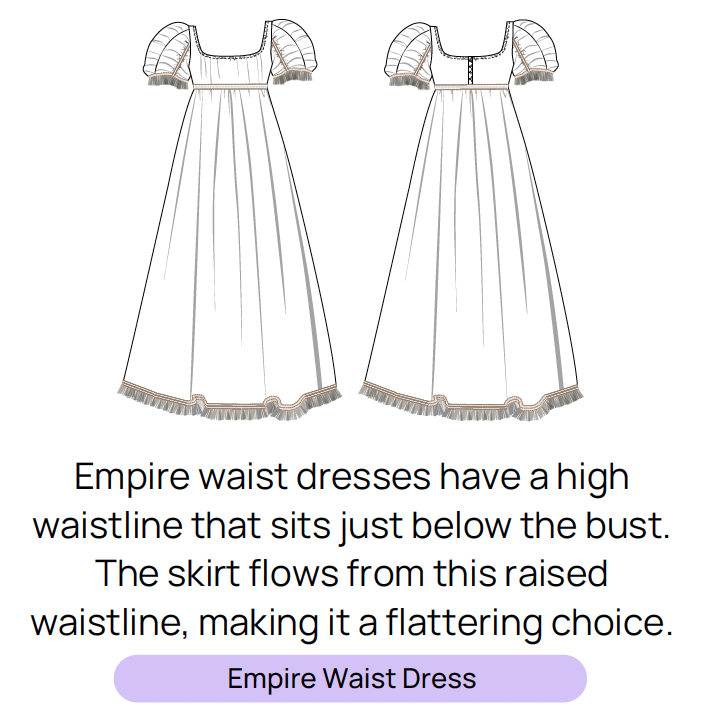 Empire waist dresses have a high
waistline that sits just below the bust.
The skirt flows from this raised
waistline, making it a flattering choice.
Empire Waist Dress